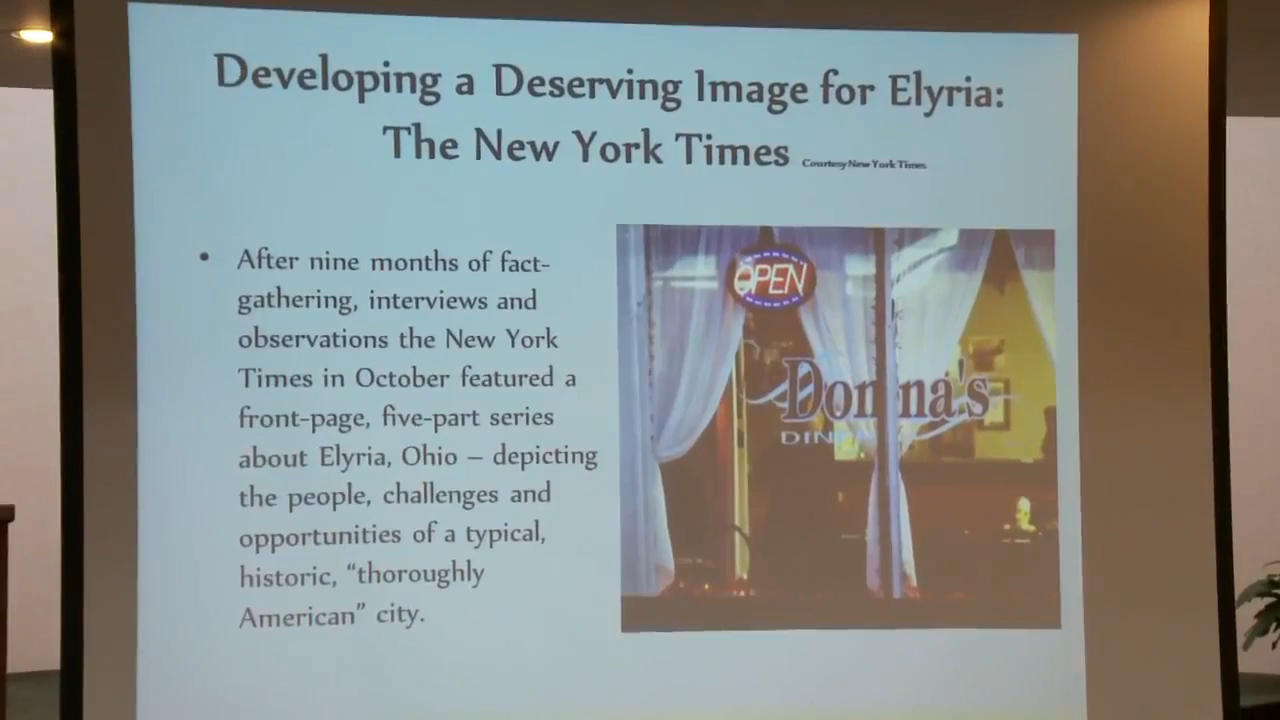 Developing a Deserving Image for Elyria:
The New York Times Courtesy New York Times
• After nine months of fact-
gathering, interviews and
observations the New York
Times in October featured a
front-page, five-part series
about Elyria, Ohio – depicting
the people, challenges and
opportunities of a typical,
historic, “thoroughly
American” city.
OPEN
Donna's